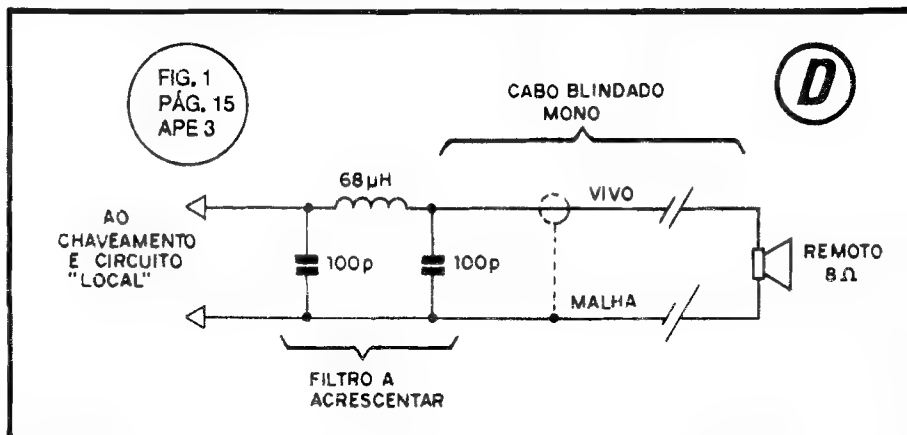 FIG. 1
PÁG. 15
APE 3
D
CABO BLINDADO
MONO
68µH
VIVO
AO
CHAVEAMENTO
E CIRCUITO
"LOCAL"
100p
100p
REMOTO
8Ω
MALHA
FILTRO A
ACRESCENTAR